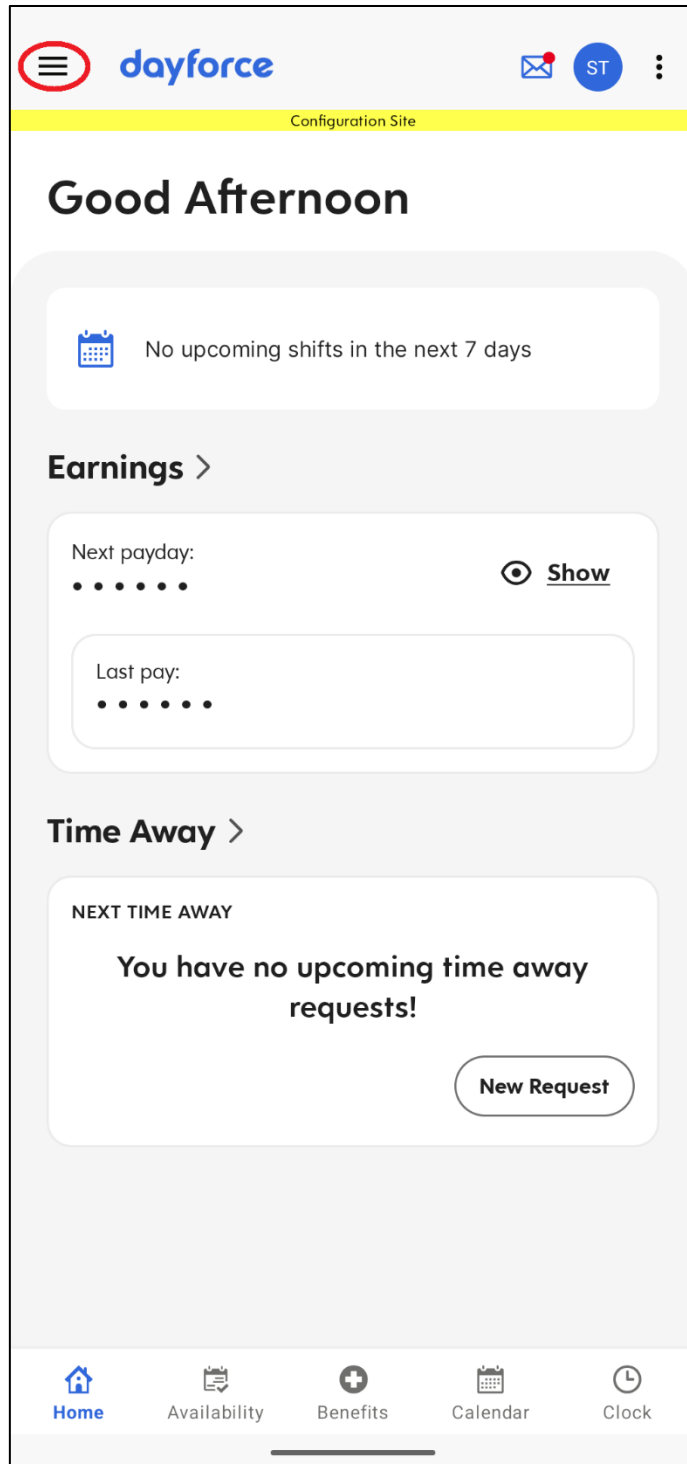 dayforce
ST
Configuration Site
Good Afternoon
No upcoming shifts in the next 7 days
Earnings
Next payday:
Show
Last pay:
Time Away
NEXT TIME AWAY
You have no upcoming time away
requests!
New Request
Home
Availability
Benefits
Calendar
Clock